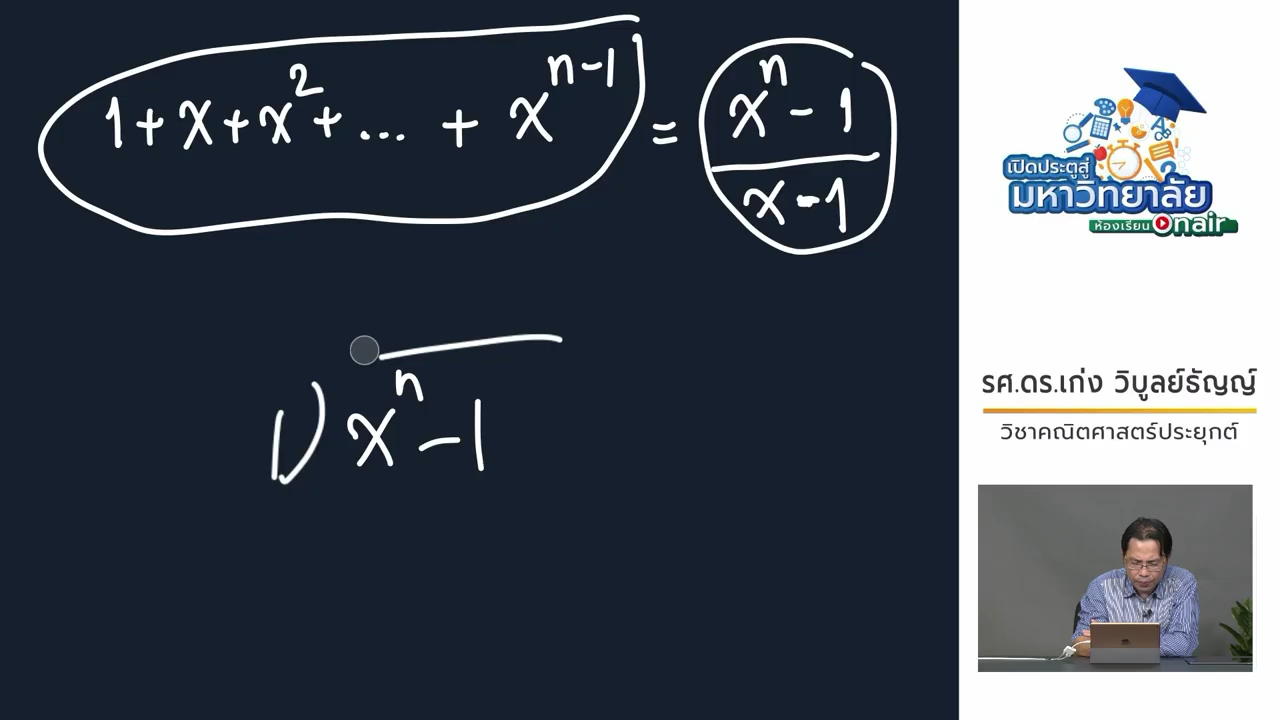 1 + x + x² + ... + xⁿ⁻¹ = (xⁿ - 1) / (x - 1)
1) xⁿ - 1
เปิดประตูสู่
มหาวิทยาลัย
ห้องเรียน Onair
รศ.ดร.เก่ง วิบูลย์ธัญญ์
วิชาคณิตศาสตร์ประยุกต์